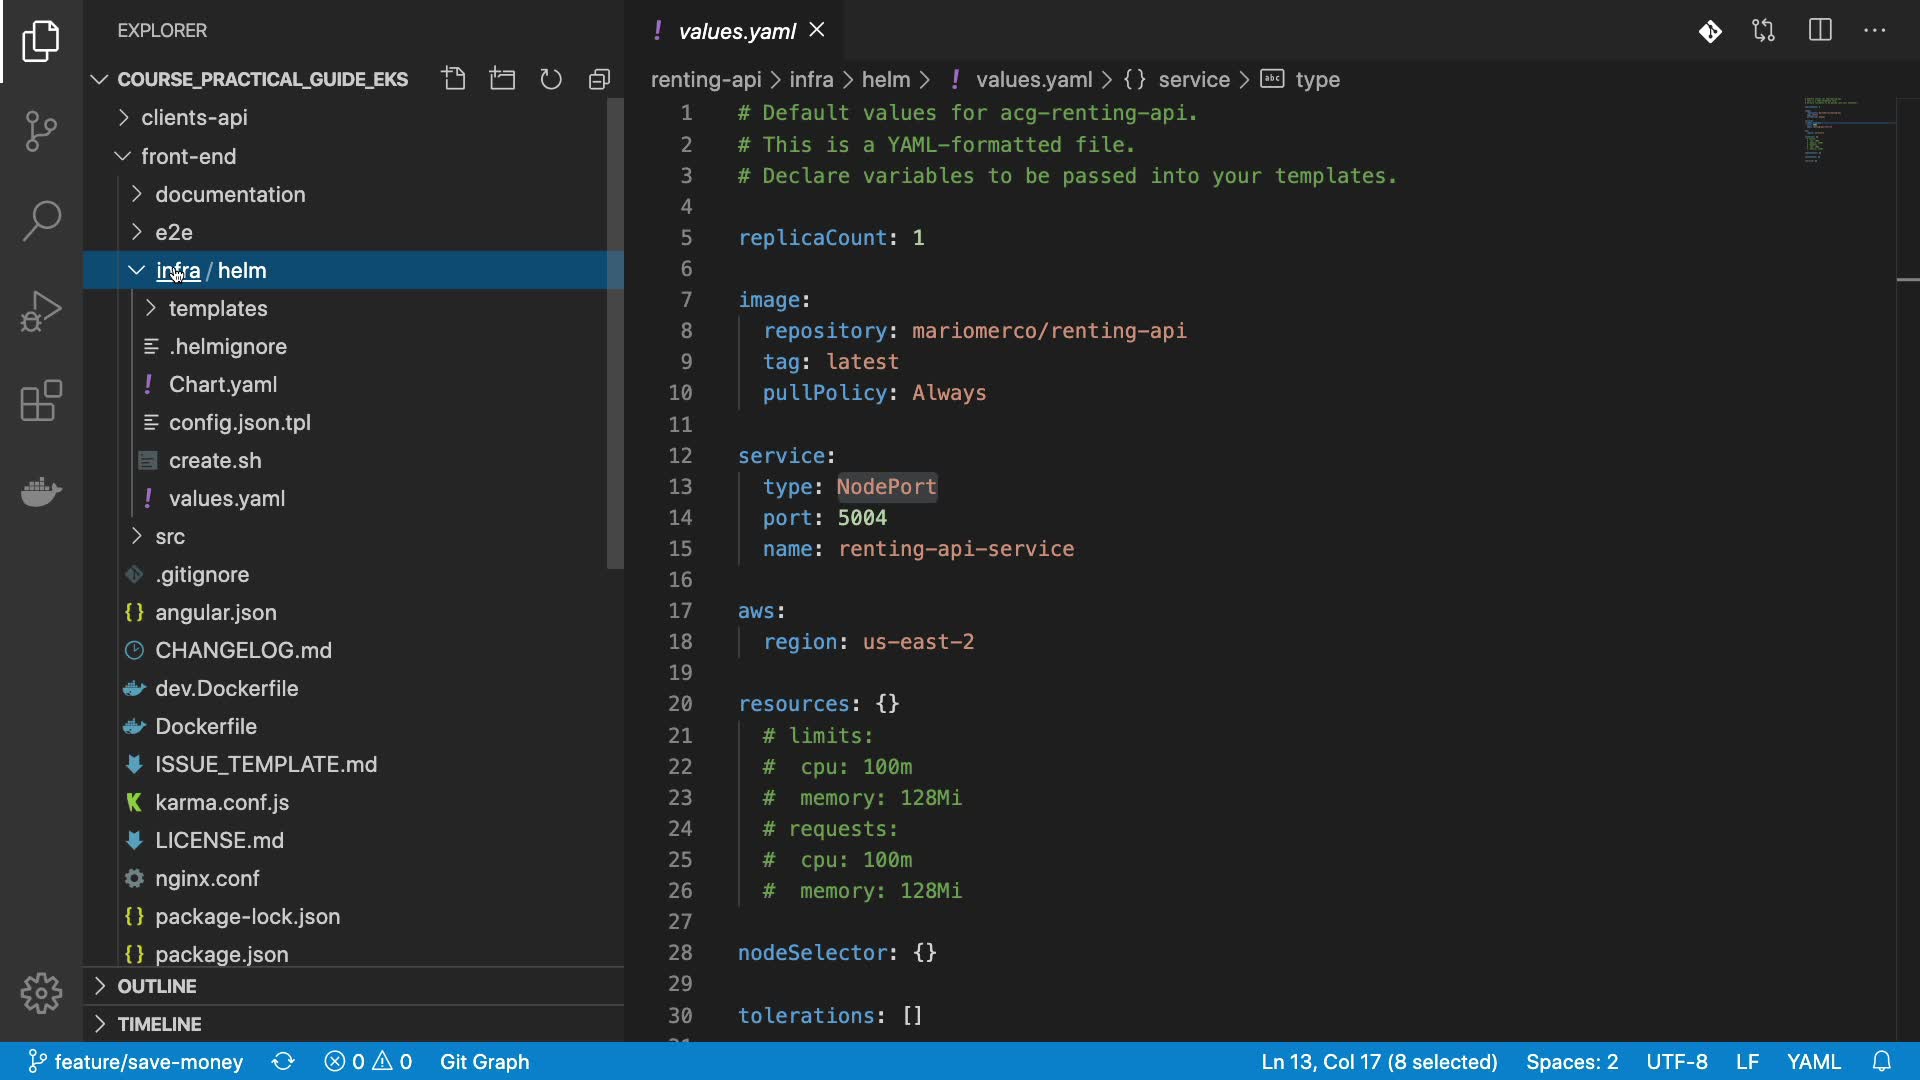 EXPLORER
COURSE_PRACTICAL_GUIDE_EKS
clients-api
front-end
documentation
e2e
infra / helm
templates
.helmignore
Chart.yaml
config.json.tpl
create.sh
values.yaml
src
.gitignore
angular.json
CHANGELOG.md
dev.Dockerfile
Dockerfile
ISSUE_TEMPLATE.md
karma.conf.js
LICENSE.md
nginx.conf
package-lock.json
package.json
OUTLINE
TIMELINE
values.yaml
renting-api > infra > helm > ! values.yaml > {} service > abc type
1 # Default values for acg-renting-api.
2 # This is a YAML-formatted file.
3 # Declare variables to be passed into your templates.
4
5 replicaCount: 1
6
7 image:
8 repository: mariomerco/renting-api
9 tag: latest
10 pullPolicy: Always
11
12 service:
13 type: NodePort
14 port: 5004
15 name: renting-api-service
16
17 aws:
18 region: us-east-2
19
20 resources: {}
21 # limits:
22 # cpu: 100m
23 # memory: 128Mi
24 # requests:
25 # cpu: 100m
26 # memory: 128Mi
27
28 nodeSelector: {}
29
30 tolerations: []
feature/save-money 0 0 Git Graph Ln 13, Col 17 (8 selected) Spaces: 2 UTF-8 LF YAML